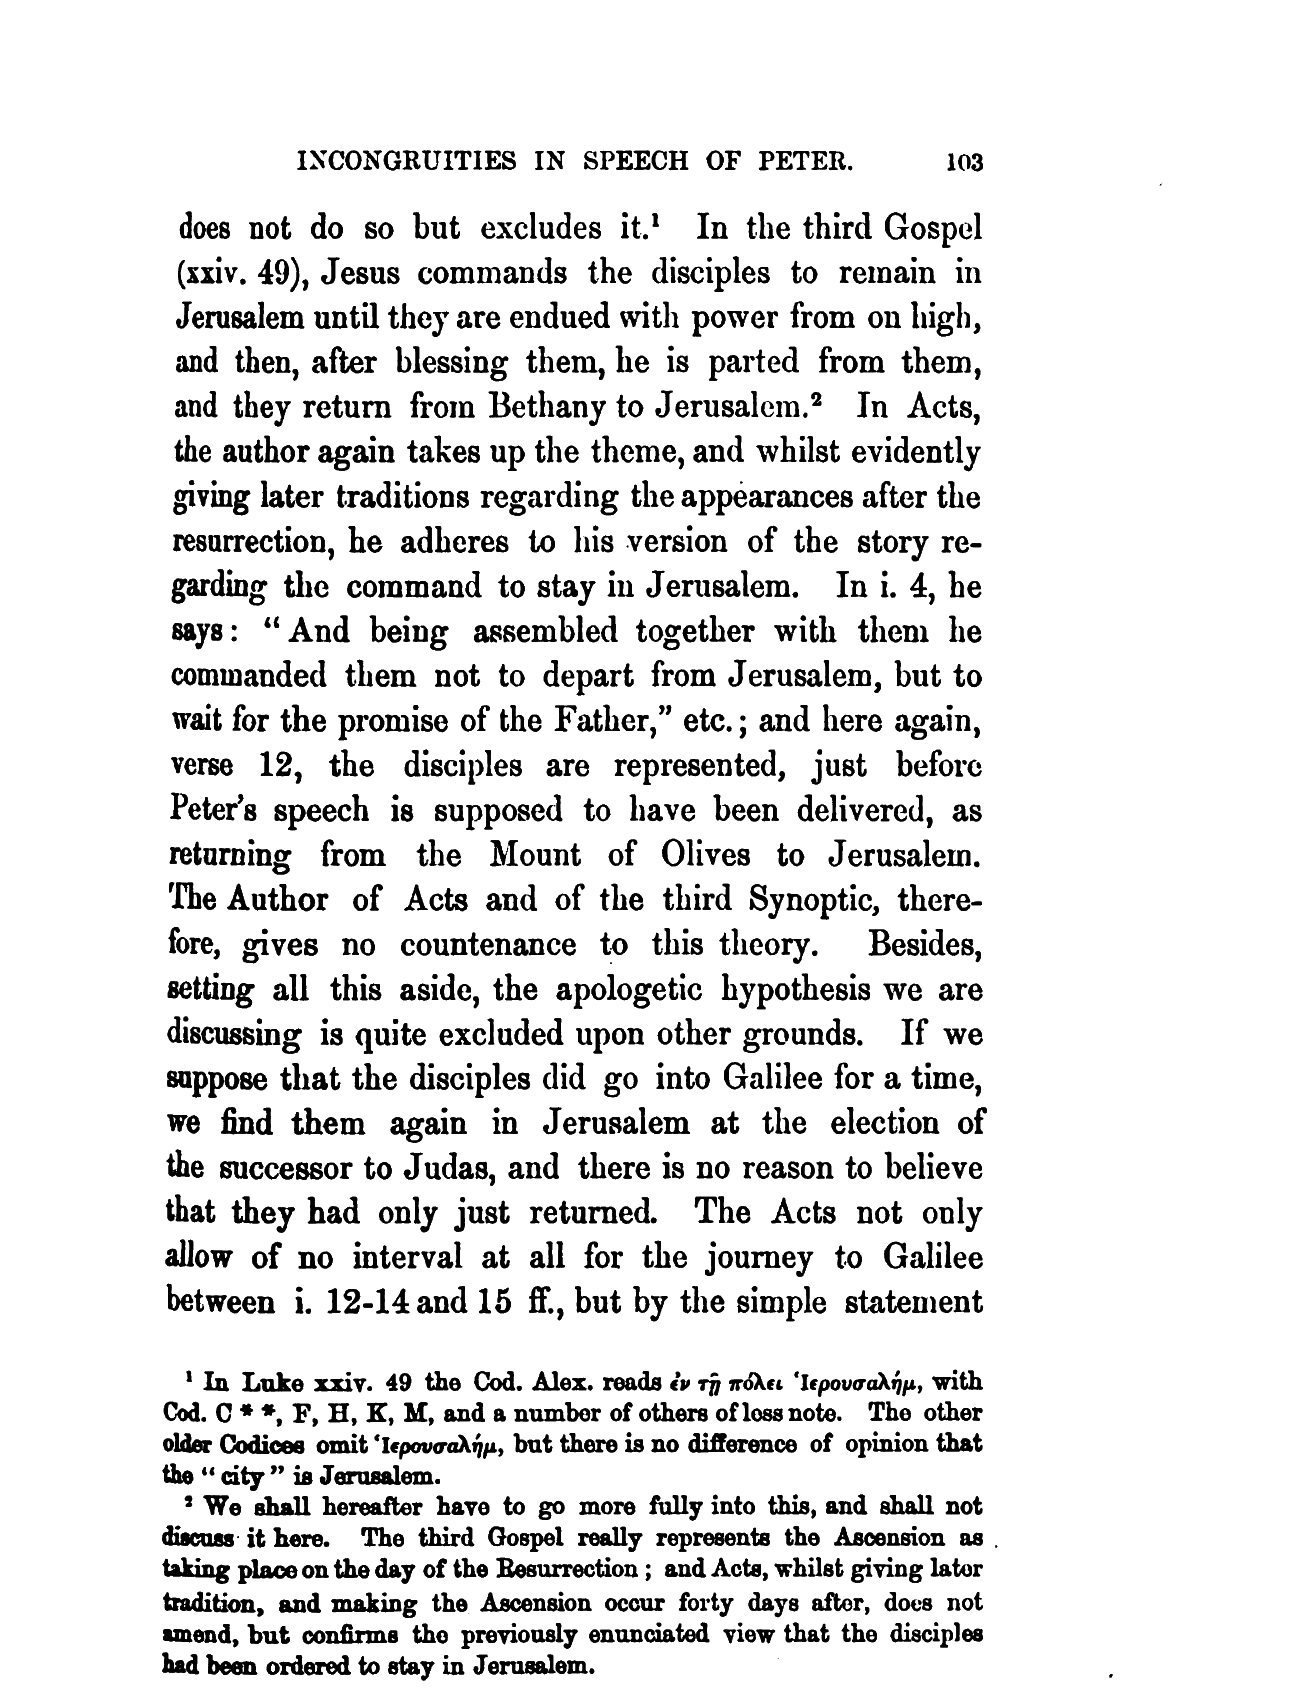 INCONGRUITIES IN SPEECH OF PETER. 103
does not do so but excludes it.¹ In the third Gospel
(xxiv. 49), Jesus commands the disciples to remain in
Jerusalem until they are endued with power from on high,
and then, after blessing them, he is parted from them,
and they return from Bethany to Jerusalem.² In Acts,
the author again takes up the theme, and whilst evidently
giving later traditions regarding the appearances after the
resurrection, he adheres to his version of the story re-
garding the command to stay in Jerusalem. In i. 4, he
says: “And being assembled together with them he
commanded them not to depart from Jerusalem, but to
wait for the promise of the Father,” etc.; and here again,
verse 12, the disciples are represented, just before
Peter’s speech is supposed to have been delivered, as
returning from the Mount of Olives to Jerusalem.
The Author of Acts and of the third Synoptic, there-
fore, gives no countenance to this theory. Besides,
setting all this aside, the apologetic hypothesis we are
discussing is quite excluded upon other grounds. If we
suppose that the disciples did go into Galilee for a time,
we find them again in Jerusalem at the election of
the successor to Judas, and there is no reason to believe
that they had only just returned. The Acts not only
allow of no interval at all for the journey to Galilee
between i. 12-14 and 15 ff., but by the simple statement
¹ In Luke xxiv. 49 the Cod. Alex. reads ἐν τῇ πόλει Ἱερουσαλήμ, with
Cod. C * *, F, H, K, M, and a number of others of less note. The other
older Codices omit Ἱερουσαλήμ, but there is no difference of opinion that
the “city” is Jerusalem.
² We shall hereafter have to go more fully into this, and shall not
discuss it here. The third Gospel really represents the Ascension as
taking place on the day of the Resurrection; and Acts, whilst giving later
tradition, and making the Ascension occur forty days after, does not
amend, but confirms the previously enunciated view that the disciples
had been ordered to stay in Jerusalem.